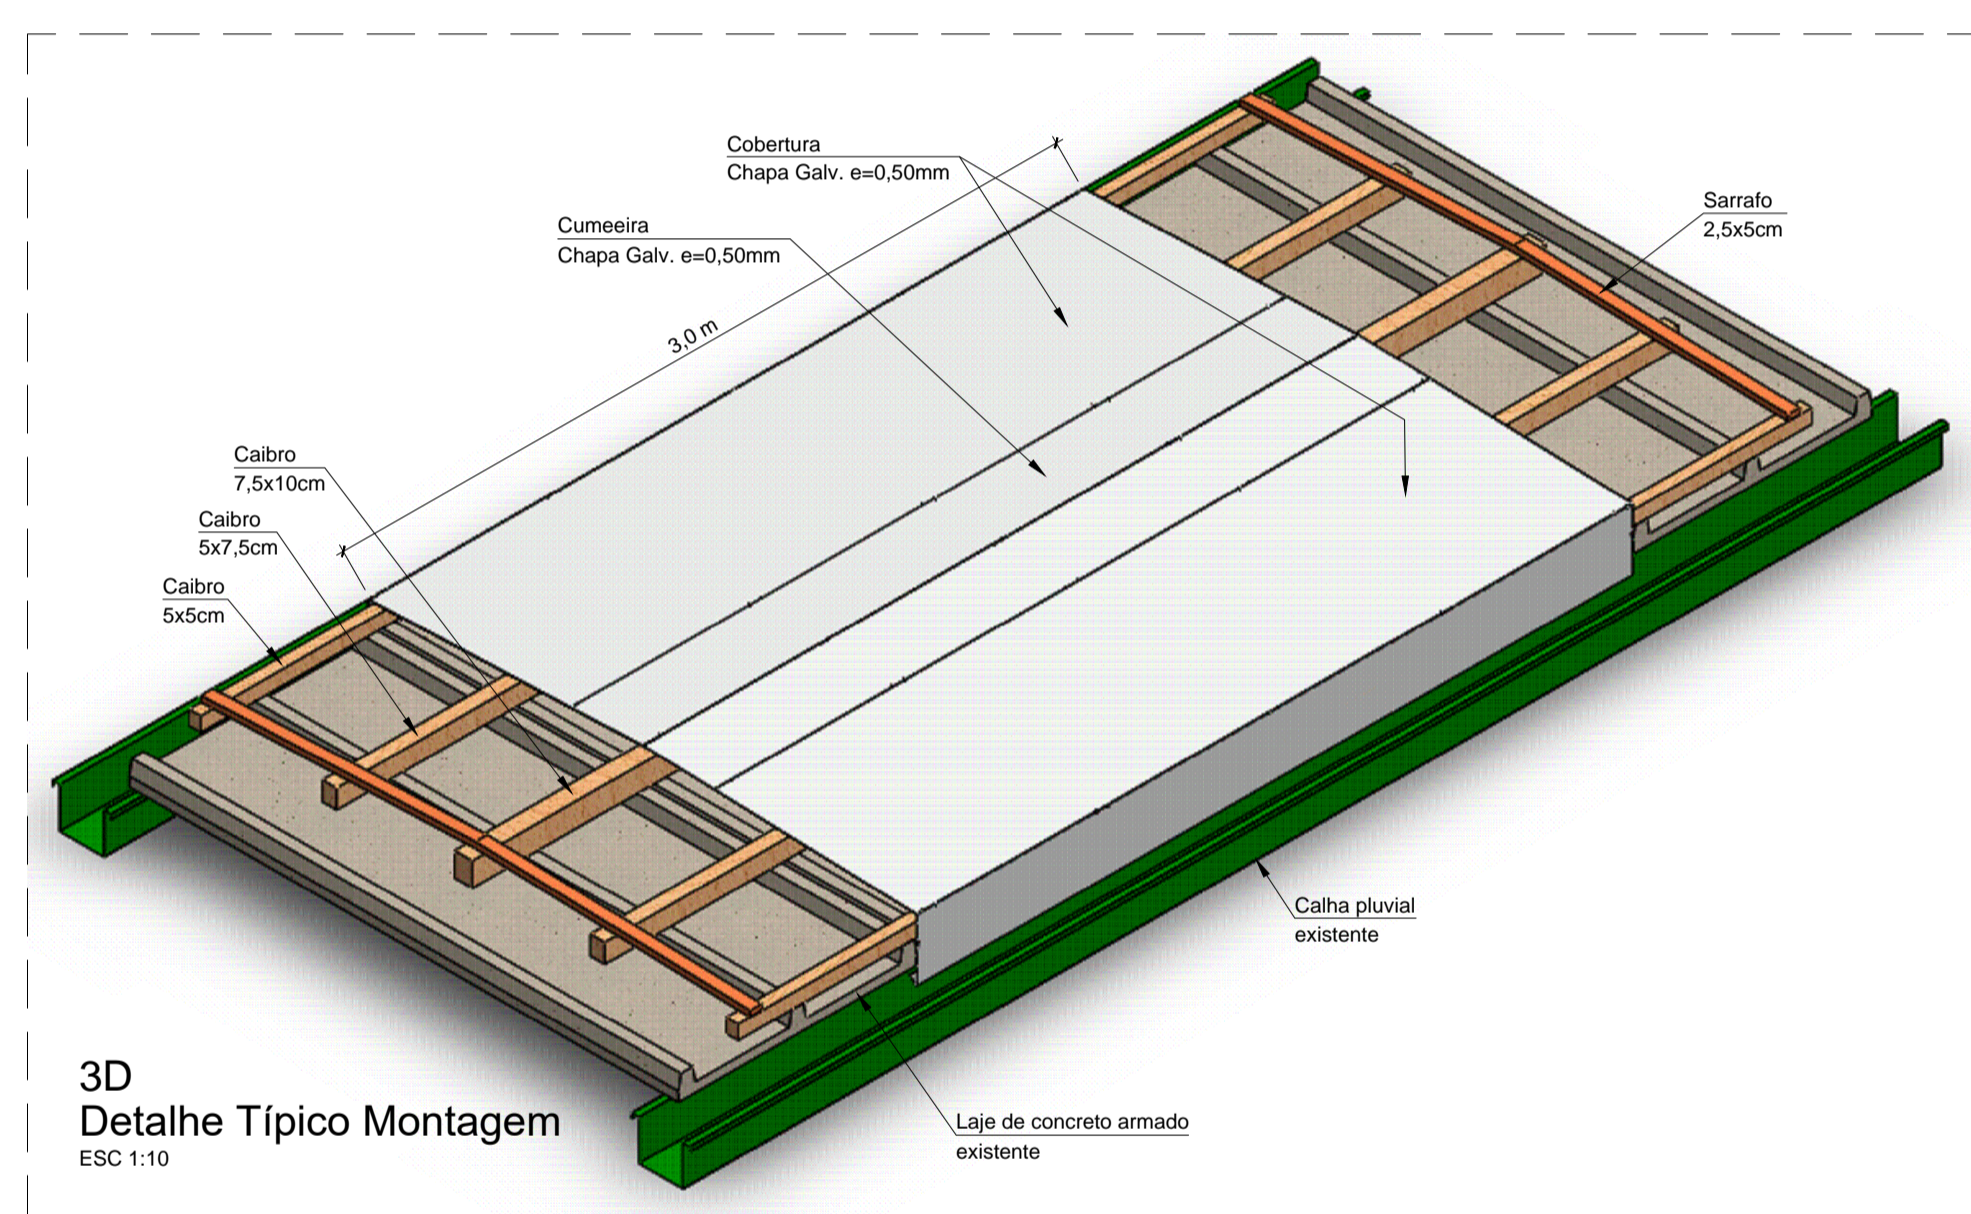 Cobertura
Chapa Galv. e=0,50mm
Cumeeira
Chapa Galv. e=0,50mm
Sarrafo
2,5x5cm
3,0 m
Caibro
7,5x10cm
Caibro
5x7,5cm
Caibro
5x5cm
Calha pluvial
existente
Laje de concreto armado
existente
3D
Detalhe Típico Montagem
ESC 1:10